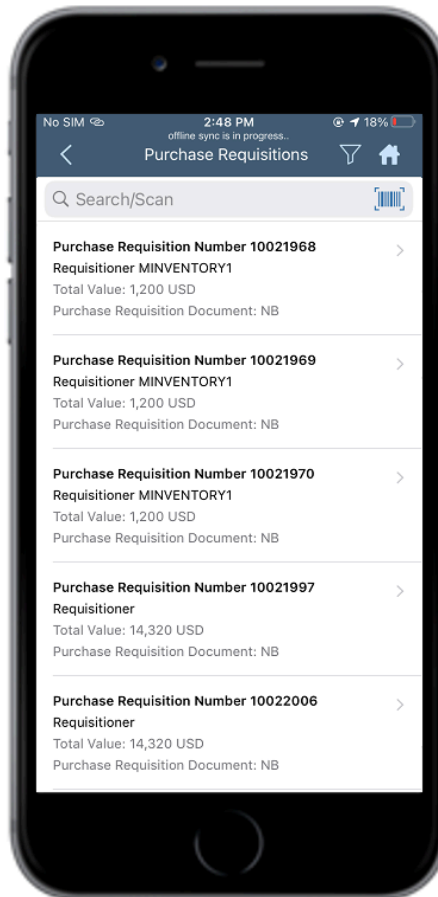 No SIM 2:48 PM 18%
offline sync is in progress..
Purchase Requisitions
Search/Scan
Purchase Requisition Number 10021968
Requisitioner MINVENTORY1
Total Value: 1,200 USD
Purchase Requisition Document: NB
Purchase Requisition Number 10021969
Requisitioner MINVENTORY1
Total Value: 1,200 USD
Purchase Requisition Document: NB
Purchase Requisition Number 10021970
Requisitioner MINVENTORY1
Total Value: 1,200 USD
Purchase Requisition Document: NB
Purchase Requisition Number 10021997
Requisitioner
Total Value: 14,320 USD
Purchase Requisition Document: NB
Purchase Requisition Number 10022006
Requisitioner
Total Value: 14,320 USD
Purchase Requisition Document: NB